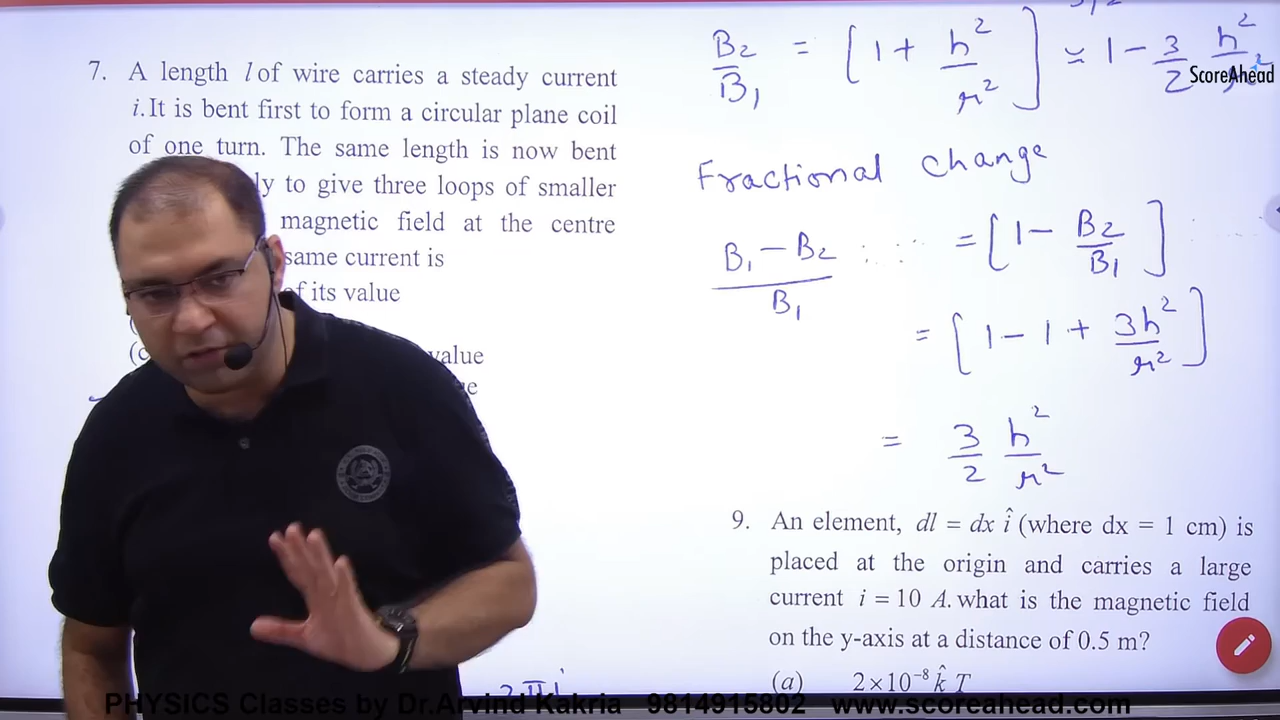 7. A length l of wire carries a steady current
i.It is bent first to form a circular plane coil
of one turn. The same length is now bent
ly to give three loops of smaller
magnetic field at the centre
same current is
of its value
(c
value
B₂/B₁ = [1 + h²/r²] ≃ 1 - 3/2 h²
ScoreAhead
Fractional Change
(B₁ - B₂)/B₁ = [1 - B₂/B₁]
= [1 - 1 + 3h²/r²]
= 3/2 h²/r²
9. An element, dl = dx î (where dx = 1 cm) is
placed at the origin and carries a large
current i = 10 A. what is the magnetic field
on the y-axis at a distance of 0.5 m?
(a) 2×10⁻⁸ k̂ T
PHYSICS Classes by Dr.Arvind Kakria 9814915802 www.scoreahead.com